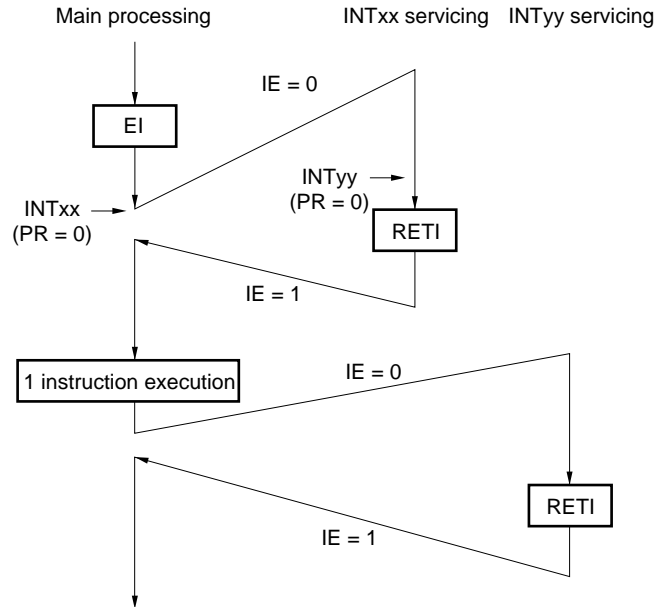 Main processing
INTxx servicing
INTyy servicing
IE = 0
EI
INTyy
(PR = 0)
INTxx
(PR = 0)
RETI
IE = 1
1 instruction execution
IE = 0
RETI
IE = 1